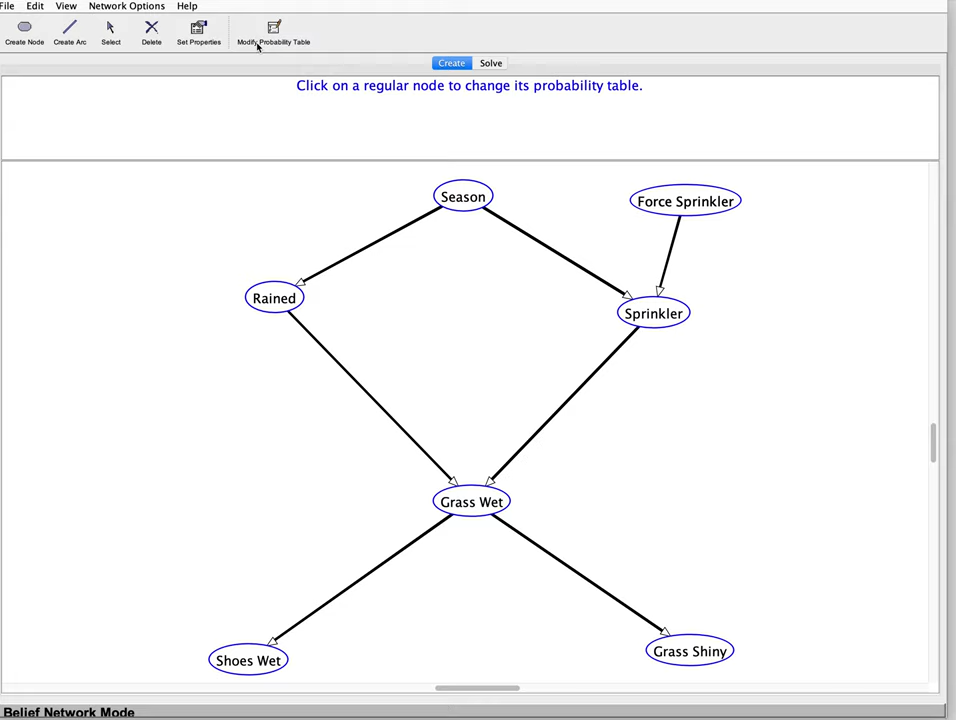 File Edit View Network Options Help
Create Node Create Arc Select Delete Set Properties Modify Probability Table
Create Solve
Click on a regular node to change its probability table.
Season
Force Sprinkler
Rained
Sprinkler
Grass Wet
Shoes Wet
Grass Shiny
Belief Network Mode